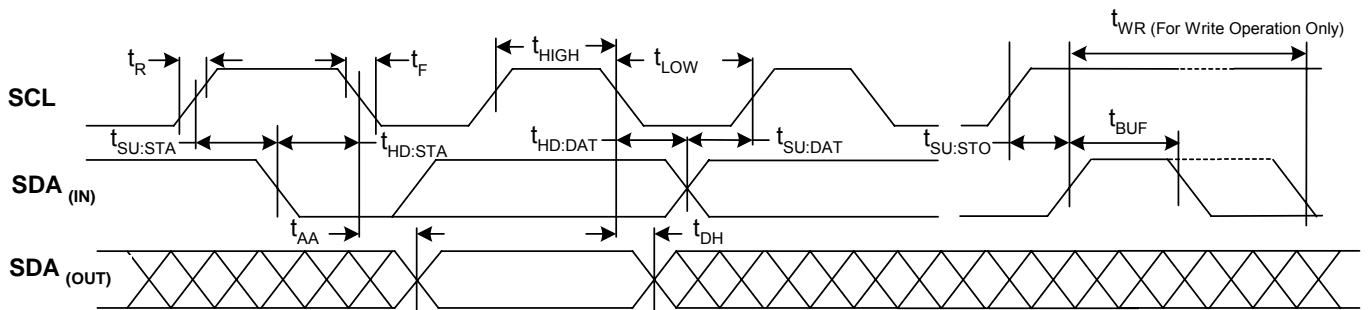 tWR (For Write Operation Only)
tR
tF
tHIGH
tLOW
SCL
tSU:STA
tHD:STA
tHD:DAT
tSU:DAT
tSU:STO
tBUF
SDA (IN)
tAA
tDH
SDA (OUT)